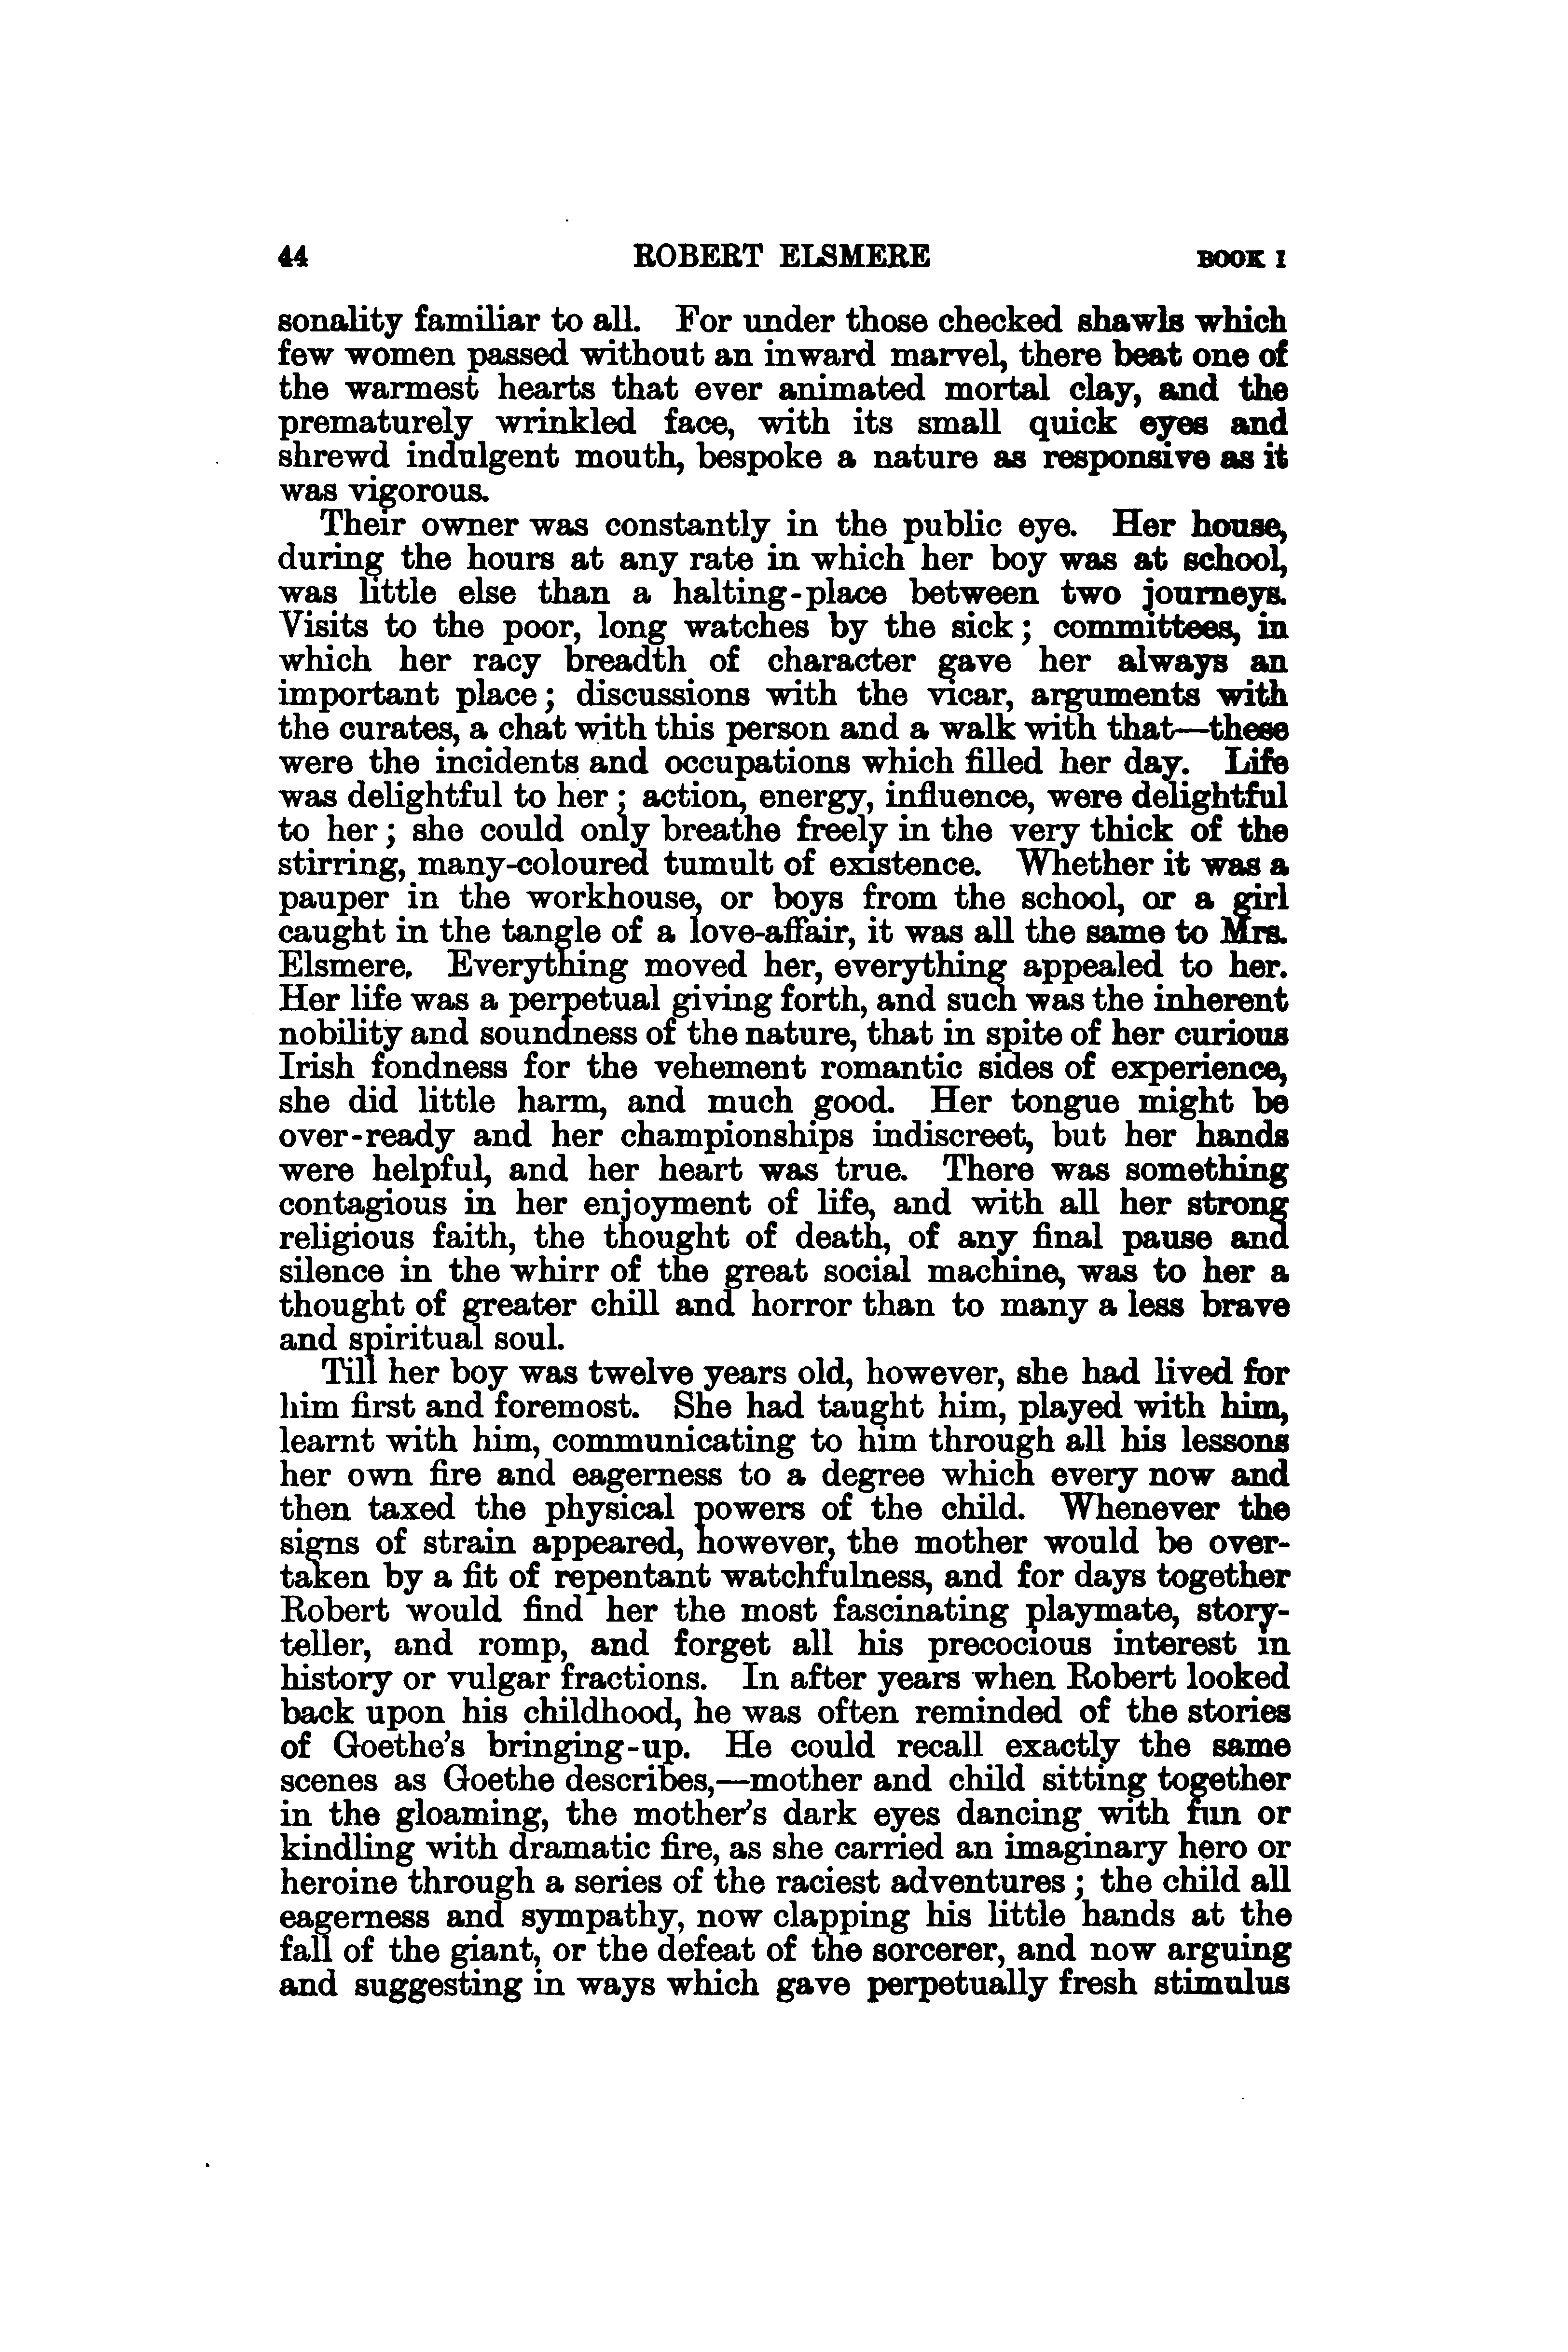 44 ROBERT ELSMERE BOOK I
sonality familiar to all. For under those checked shawls which
few women passed without an inward marvel, there beat one of
the warmest hearts that ever animated mortal clay, and the
prematurely wrinkled face, with its small quick eyes and
shrewd indulgent mouth, bespoke a nature as responsive as it
was vigorous.
Their owner was constantly in the public eye. Her house,
during the hours at any rate in which her boy was at school,
was little else than a halting-place between two journeys.
Visits to the poor, long watches by the sick; committees, in
which her racy breadth of character gave her always an
important place; discussions with the vicar, arguments with
the curates, a chat with this person and a walk with that—these
were the incidents and occupations which filled her day. Life
was delightful to her; action, energy, influence, were delightful
to her; she could only breathe freely in the very thick of the
stirring, many-coloured tumult of existence. Whether it was a
pauper in the workhouse, or boys from the school, or a girl
caught in the tangle of a love-affair, it was all the same to Mrs.
Elsmere. Everything moved her, everything appealed to her.
Her life was a perpetual giving forth, and such was the inherent
nobility and soundness of the nature, that in spite of her curious
Irish fondness for the vehement romantic sides of experience,
she did little harm, and much good. Her tongue might be
over-ready and her championships indiscreet, but her hands
were helpful, and her heart was true. There was something
contagious in her enjoyment of life, and with all her strong
religious faith, the thought of death, of any final pause and
silence in the whirr of the great social machine, was to her a
thought of greater chill and horror than to many a less brave
and spiritual soul.
Till her boy was twelve years old, however, she had lived for
him first and foremost. She had taught him, played with him,
learnt with him, communicating to him through all his lessons
her own fire and eagerness to a degree which every now and
then taxed the physical powers of the child. Whenever the
signs of strain appeared, however, the mother would be over-
taken by a fit of repentant watchfulness, and for days together
Robert would find her the most fascinating playmate, story-
teller, and romp, and forget all his precocious interest in
history or vulgar fractions. In after years when Robert looked
back upon his childhood, he was often reminded of the stories
of Goethe's bringing-up. He could recall exactly the same
scenes as Goethe describes,—mother and child sitting together
in the gloaming, the mother's dark eyes dancing with fun or
kindling with dramatic fire, as she carried an imaginary hero or
heroine through a series of the raciest adventures; the child all
eagerness and sympathy, now clapping his little hands at the
fall of the giant, or the defeat of the sorcerer, and now arguing
and suggesting in ways which gave perpetually fresh stimulus